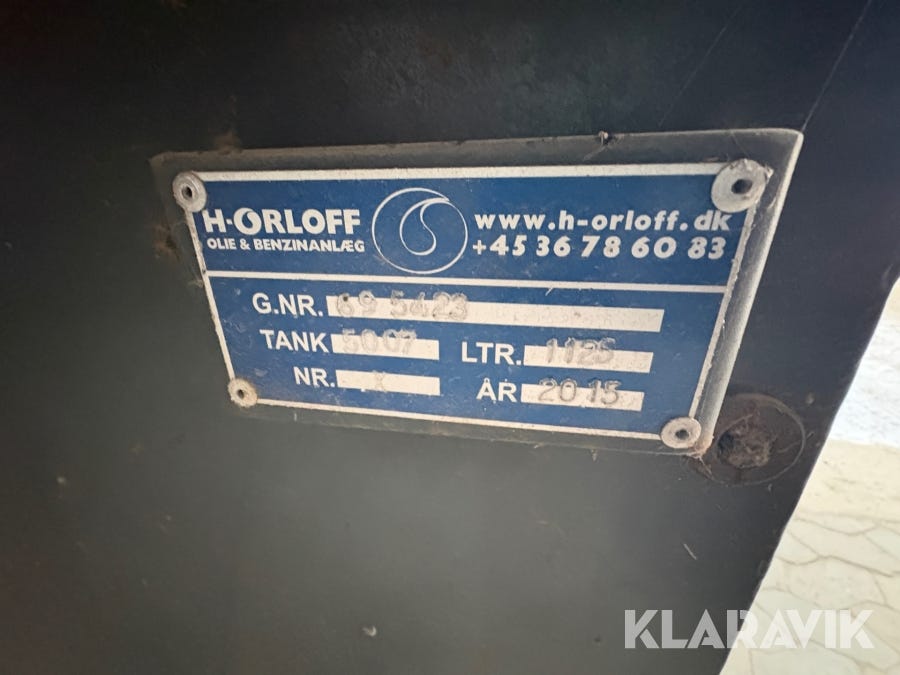 H-ORLOFF
OLIE & BENZINANLÆG
www.h-orloff.dk
+45 36 78 60 83
G.NR. 69 5423
TANK 5007 LTR. 1125
NR. X ÅR 2015
KLARAVIK